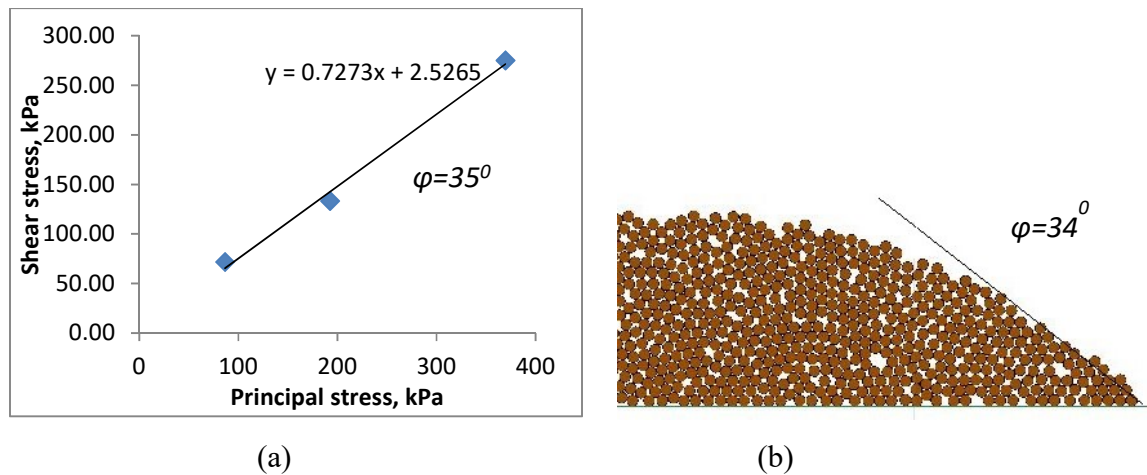 300.00
250.00
200.00
150.00
100.00
50.00
0.00
Shear stress, kPa
y = 0.7273x + 2.5265
φ=35⁰
0 100 200 300 400
Principal stress, kPa
(a)
φ=34⁰
(b)